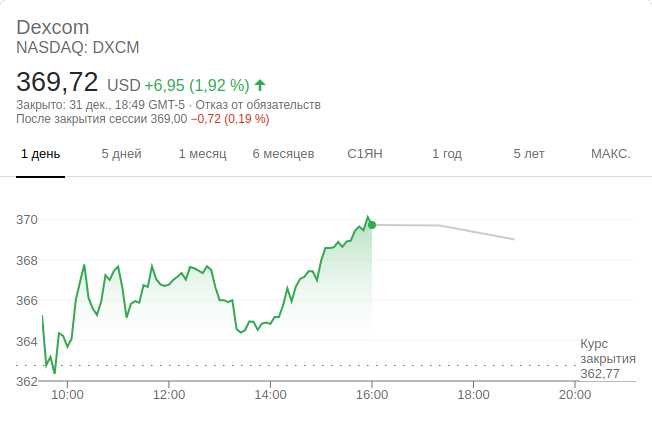 Dexcom
NASDAQ: DXCM
369,72 USD +6,95 (1,92 %)
Закрыто: 31 дек., 18:49 GMT-5 · Отказ от обязательств
После закрытия сессии 369,00 −0,72 (0,19 %)
1 день 5 дней 1 месяц 6 месяцев С1ЯН 1 год 5 лет МАКС.
370
368
366
364
362
Курс
закрытия
362,77
10:00 12:00 14:00 16:00 18:00 20:00